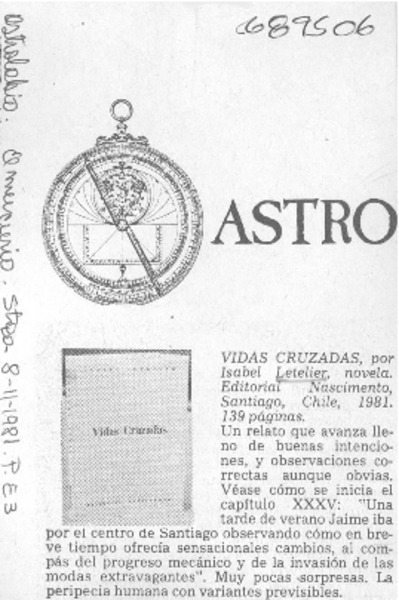 689506
astrolabio. El Mercurio. Stgo. 8-11-1981. P. E 3
ASTRO
Vidas Cruzadas
VIDAS CRUZADAS, por
Isabel Letelier, novela.
Editorial Nascimento,
Santiago, Chile, 1981.
139 páginas.
Un relato que avanza lle-
no de buenas intencio-
nes, y observaciones co-
rrectas aunque obvias.
Véase cómo se inicia el
capítulo XXXV: "Una
tarde de verano Jaime iba
por el centro de Santiago observando cómo en bre-
ve tiempo ofrecía sensacionales cambios, al com-
pás del progreso mecánico y de la invasión de las
modas extravagantes". Muy pocas sorpresas. La
peripecia humana con variantes previsibles.